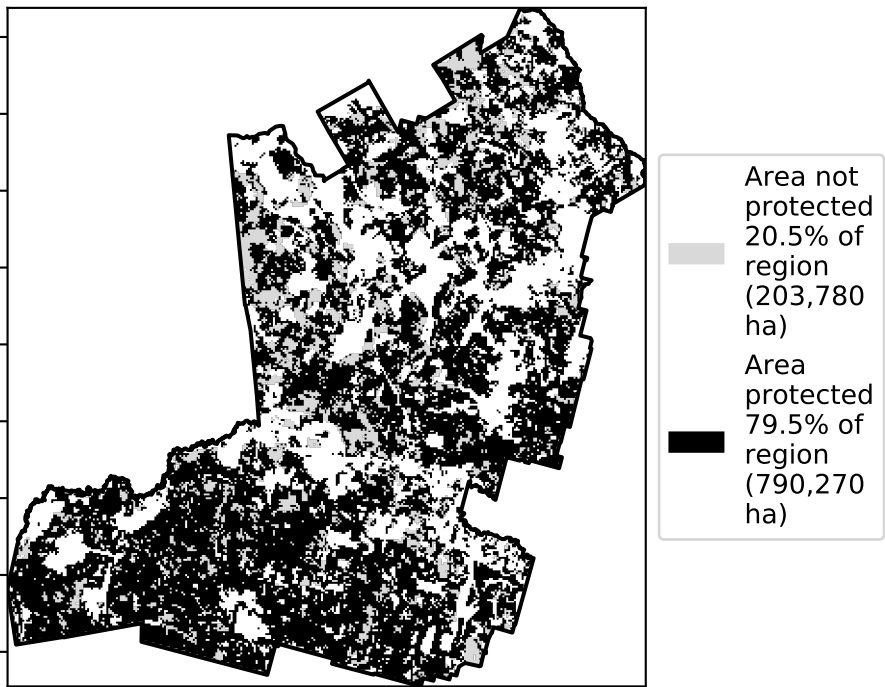 Area not
protected
20.5% of
region
(203,780
ha)
Area
protected
79.5% of
region
(790,270
ha)